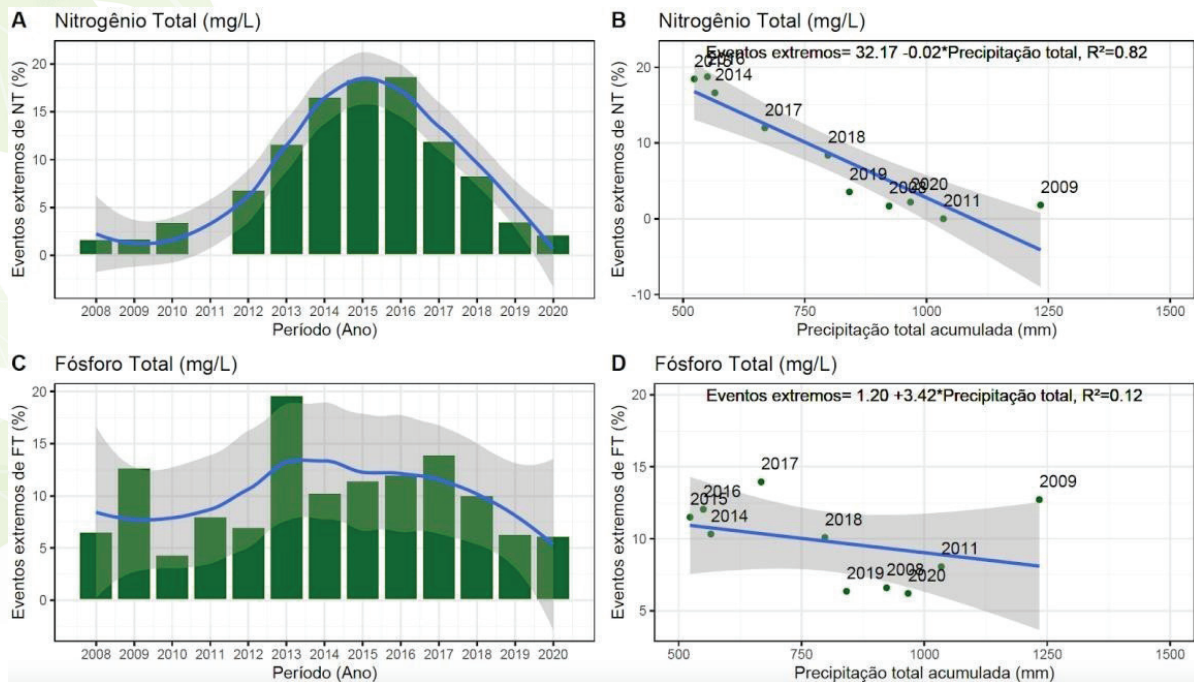 A Nitrogênio Total (mg/L)
Eventos extremos de NT (%)
20
15
10
5
0
2008 2009 2010 2011 2012 2013 2014 2015 2016 2017 2018 2019 2020
Período (Ano)
B Nitrogênio Total (mg/L)
Eventos extremos= 32.17 -0.02*Precipitação total, R²=0.82
Eventos extremos de NT (%)
20
10
0
-10
2015 2016
2014
2017
2018
2019 2008 2020
2011
2009
500 750 1000 1250 1500
Precipitação total acumulada (mm)
C Fósforo Total (mg/L)
Eventos extremos de FT (%)
20
15
10
5
0
2008 2009 2010 2011 2012 2013 2014 2015 2016 2017 2018 2019 2020
Período (Ano)
D Fósforo Total (mg/L)
Eventos extremos= 1.20 +3.42*Precipitação total, R²=0.12
Eventos extremos de FT (%)
20
15
10
5
2017
2009
2015 2016
2014
2018
2011
2019 2008 2020
500 750 1000 1250 1500
Precipitação total acumulada (mm)